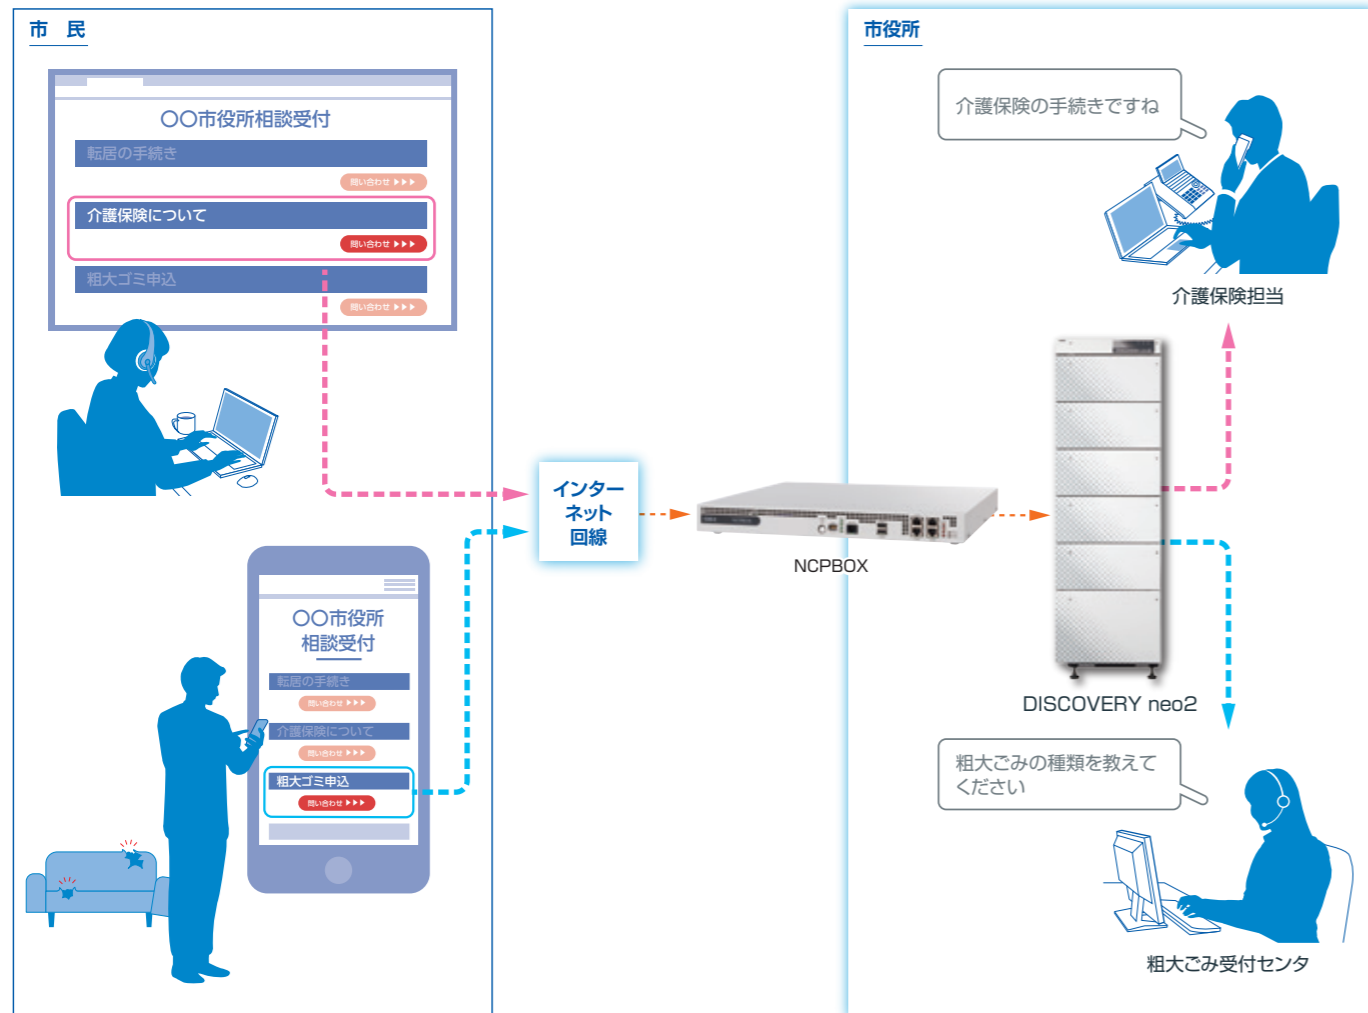 市　民
〇〇市役所相談受付
転居の手続き
問い合わせ ▶▶▶
介護保険について
問い合わせ ▶▶▶
粗大ゴミ申込
問い合わせ ▶▶▶
〇〇市役所
相談受付
転居の手続き
問い合わせ ▶▶▶
介護保険について
問い合わせ ▶▶▶
粗大ゴミ申込
問い合わせ ▶▶▶
インター
ネット
回線
市役所
NCPBOX
DISCOVERY neo2
介護保険の手続きですね
介護保険担当
粗大ごみの種類を教えて
ください
粗大ごみ受付センタ